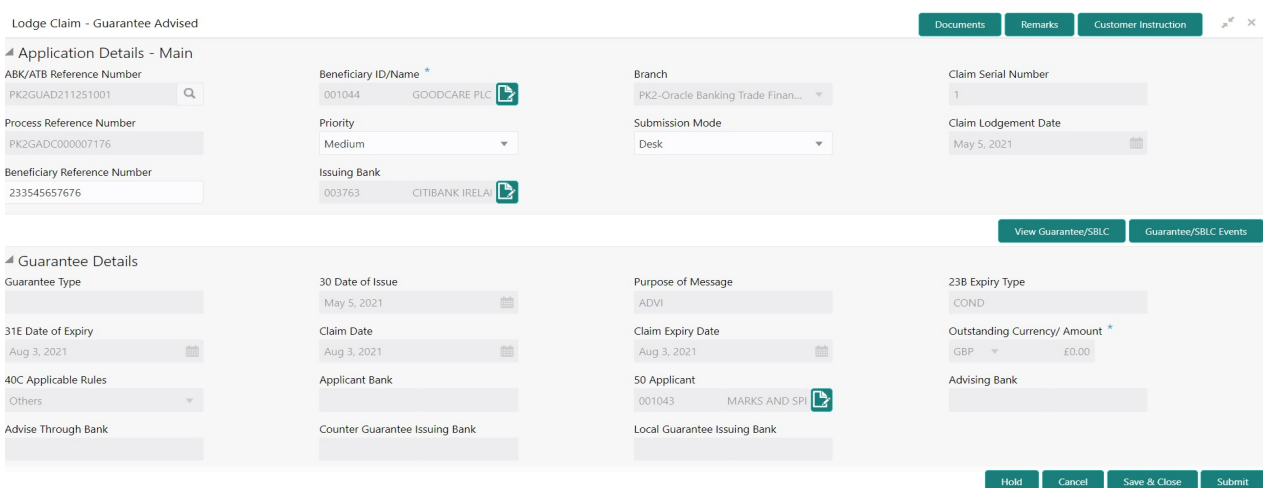 Lodge Claim - Guarantee Advised
Documents Remarks Customer Instruction
Application Details - Main
ABK/ATB Reference Number Beneficiary ID/Name * Branch Claim Serial Number
PK2GUAD211251001 001044 GOODCARE PLC PK2-Oracle Banking Trade Finan... 1
Process Reference Number Priority Submission Mode Claim Lodgement Date
PK2GADC000007176 Medium Desk May 5, 2021
Beneficiary Reference Number Issuing Bank
233545657676 003763 CITIBANK IRELA
View Guarantee/SBLC Guarantee/SBLC Events
Guarantee Details
Guarantee Type 30 Date of Issue Purpose of Message 23B Expiry Type
May 5, 2021 ADVI COND
31E Date of Expiry Claim Date Claim Expiry Date Outstanding Currency/ Amount *
Aug 3, 2021 Aug 3, 2021 Aug 3, 2021 GBP £0.00
40C Applicable Rules Applicant Bank 50 Applicant Advising Bank
Others 001043 MARKS AND SPI
Advise Through Bank Counter Guarantee Issuing Bank Local Guarantee Issuing Bank
Hold Cancel Save & Close Submit